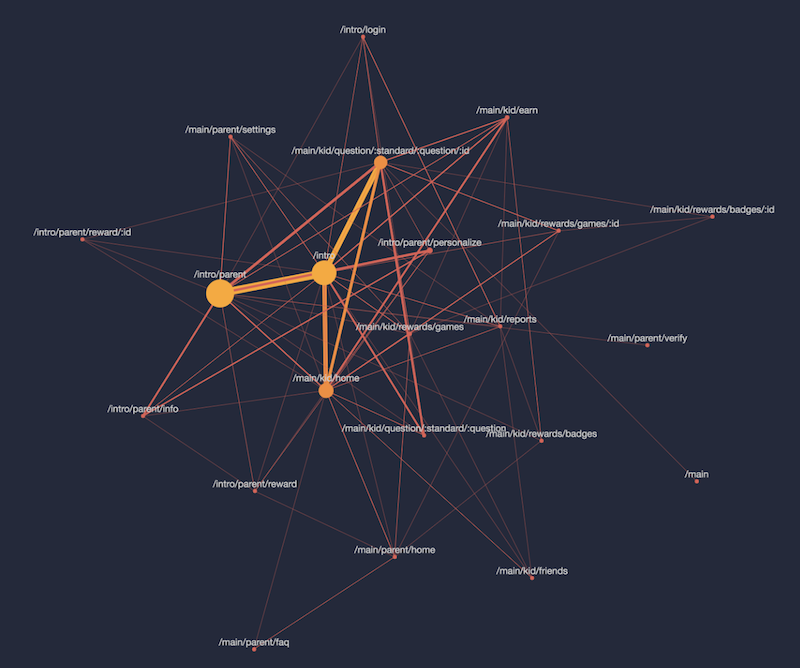 /intro/login
/main/kid/earn
/main/parent/settings
/main/kid/question/:standard/:question/:id
/main/kid/rewards/badges/:id
/main/kid/rewards/games/:id
/intro/parent/reward/:id
/intro/parent/personalize
/intro
/intro/parent
/main/kid/reports
/main/kid/rewards/games
/main/parent/verify
/main/kid/home
/intro/parent/info
/main/kid/question/:standard/:question
/main/kid/rewards/badges
/main
/intro/parent/reward
/main/parent/home
/main/kid/friends
/main/parent/faq